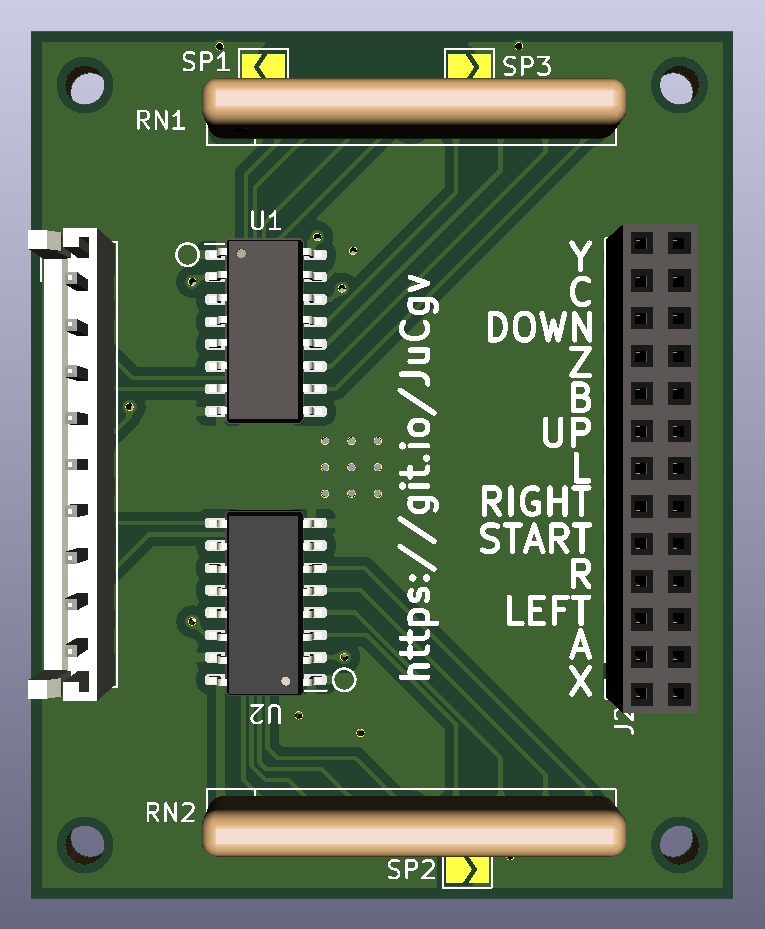 SP1
SP3
RN1
U1
Y
C
DOWN
Z
B
UP
L
RIGHT
START
R
LEFT
A
X
https://git.io/JuCgv
U2
J2
RN2
SP2